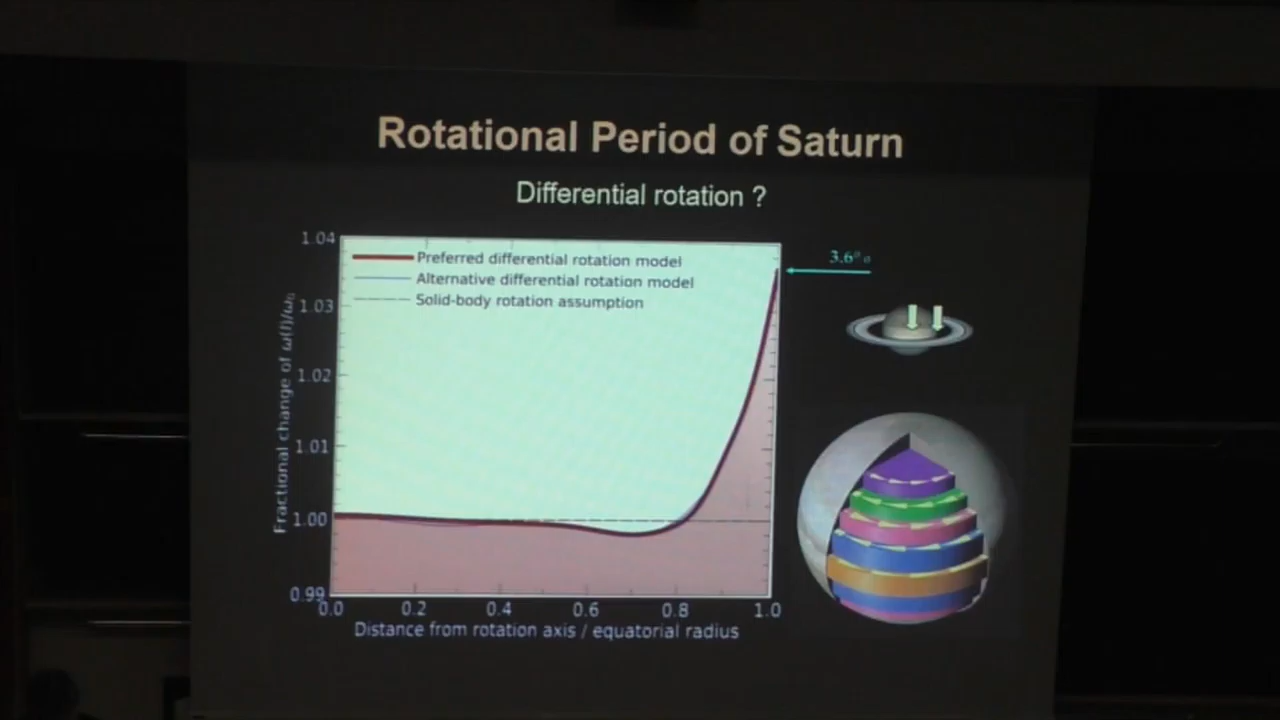 Rotational Period of Saturn
Differential rotation ?
1.04
1.03
1.02
1.01
1.00
0.99
Fractional change of ω(l)/ω₀
Preferred differential rotation model
Alternative differential rotation model
Solid-body rotation assumption
0.0 0.2 0.4 0.6 0.8 1.0
Distance from rotation axis / equatorial radius
3.6